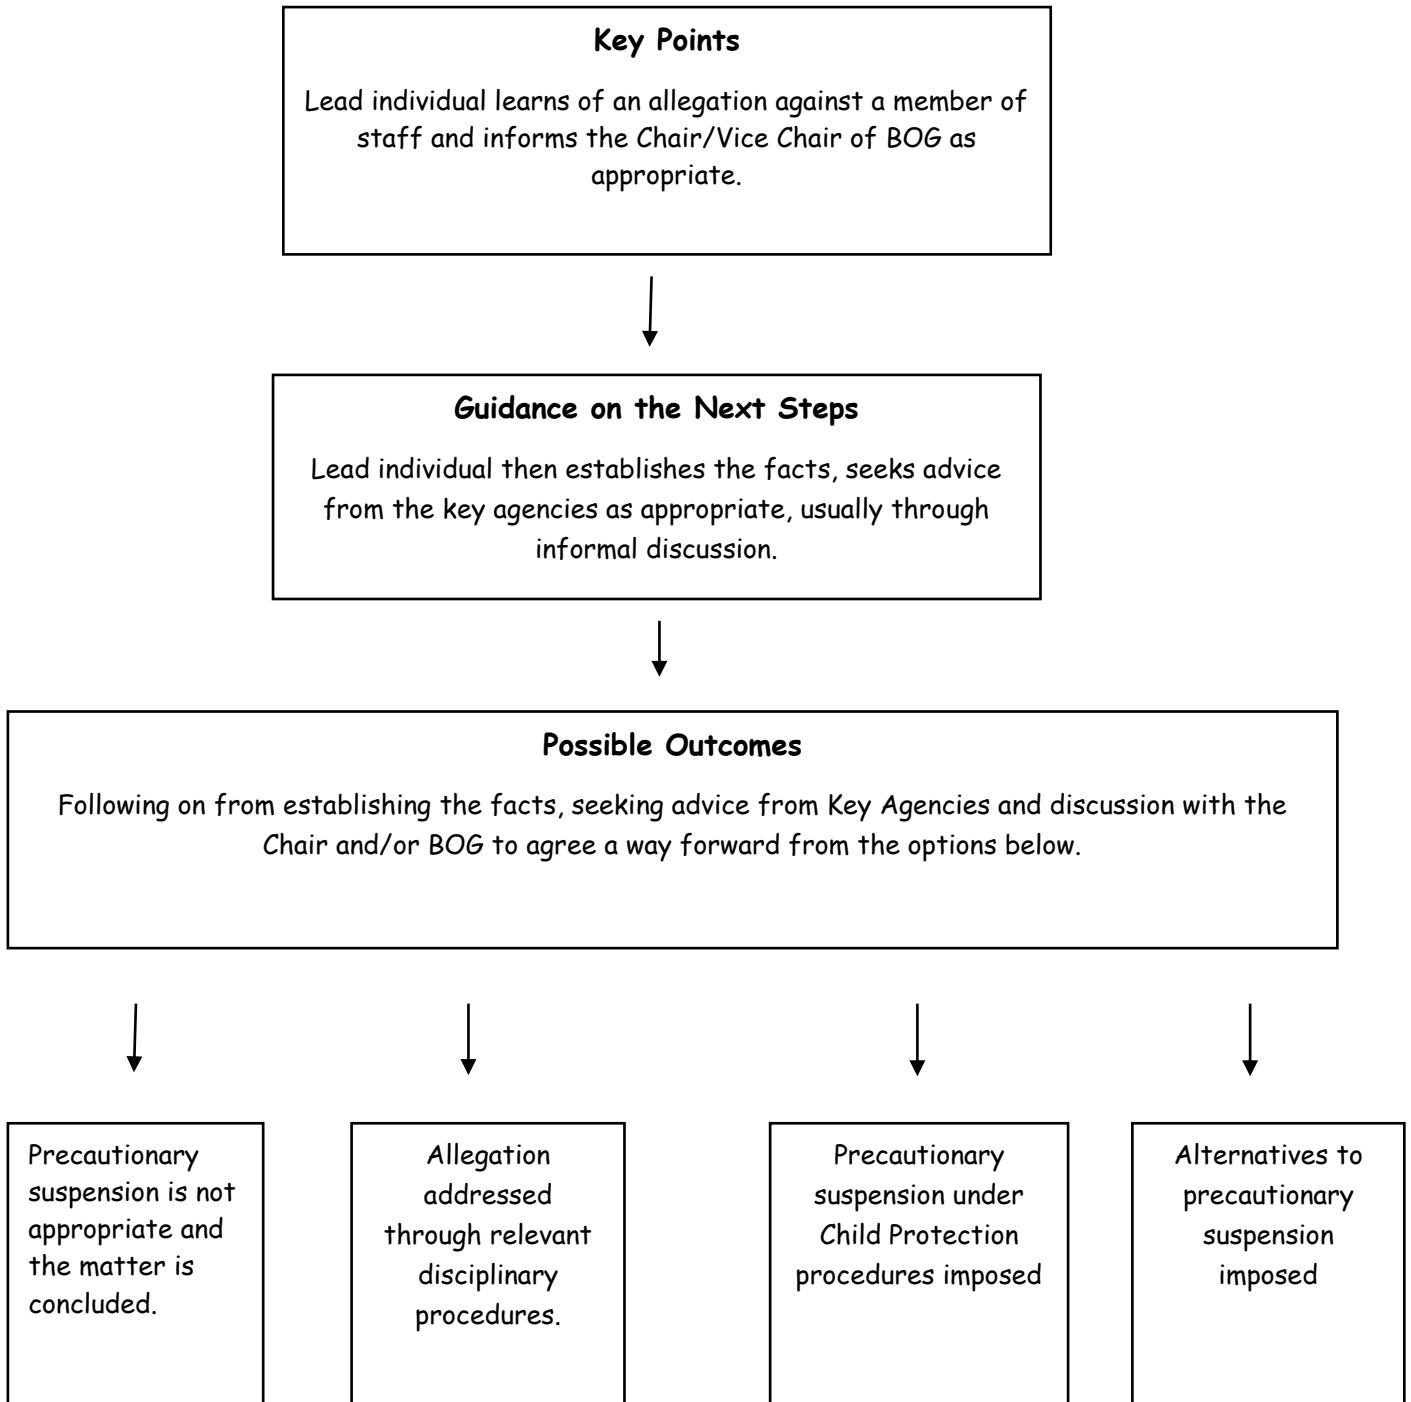 Key Points
Lead individual learns of an allegation against a member of
staff and informs the Chair/Vice Chair of BOG as
appropriate.
Guidance on the Next Steps
Lead individual then establishes the facts, seeks advice
from the key agencies as appropriate, usually through
informal discussion.
Possible Outcomes
Following on from establishing the facts, seeking advice from Key Agencies and discussion with the
Chair and/or BOG to agree a way forward from the options below.
Precautionary
suspension is not
appropriate and
the matter is
concluded.
Allegation
addressed
through relevant
disciplinary
procedures.
Precautionary
suspension under
Child Protection
procedures imposed
Alternatives to
precautionary
suspension
imposed